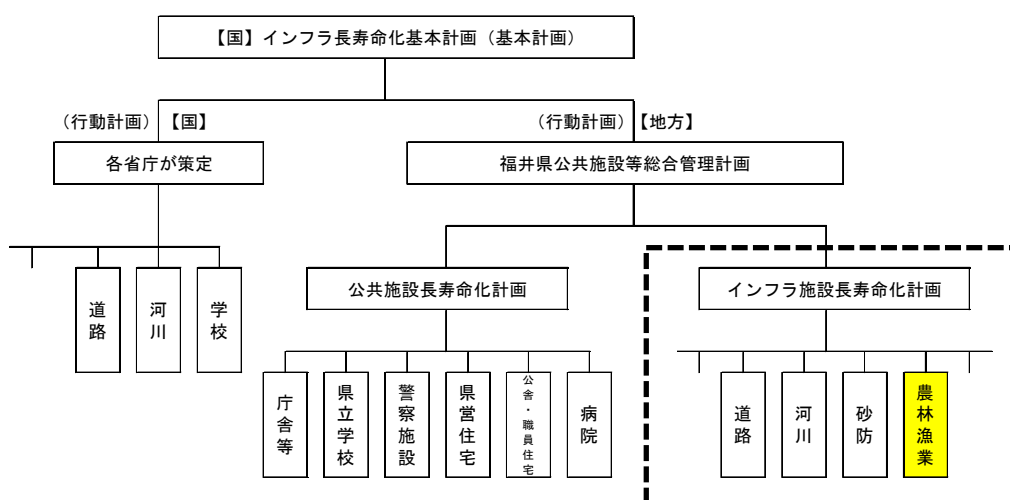 【国】インフラ長寿命化基本計画（基本計画）
（行動計画）【国】
（行動計画）【地方】
各省庁が策定
福井県公共施設等総合管理計画
公共施設長寿命化計画
インフラ施設長寿命化計画
道路
河川
学校
庁舎等
県立学校
警察施設
県営住宅
公舎・職員住宅
病院
道路
河川
砂防
農林漁業